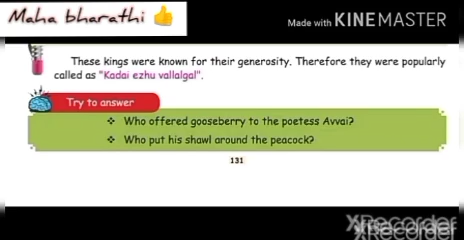 Maha bharathi
Made with KINEMASTER
These kings were known for their generosity. Therefore they were popularly
called as "Kadai ezhu vallalgal".
Try to answer
❖ Who offered gooseberry to the poetess Avvai?
❖ Who put his shawl around the peacock?
131
XRecorder
XRecorder